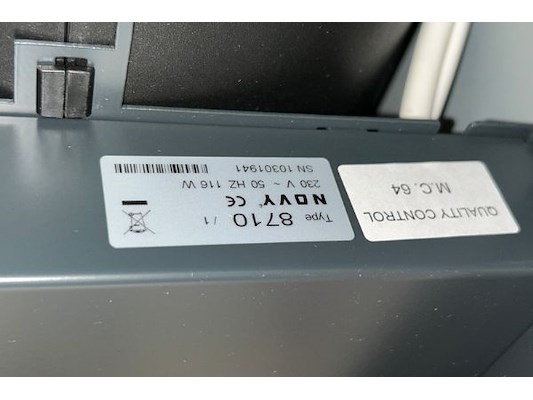 Type 8710 / 1
NOVY ® CE
230 V ~ 50 HZ 116 W
SN 10301941
QUALITY CONTROL
M.C. 64